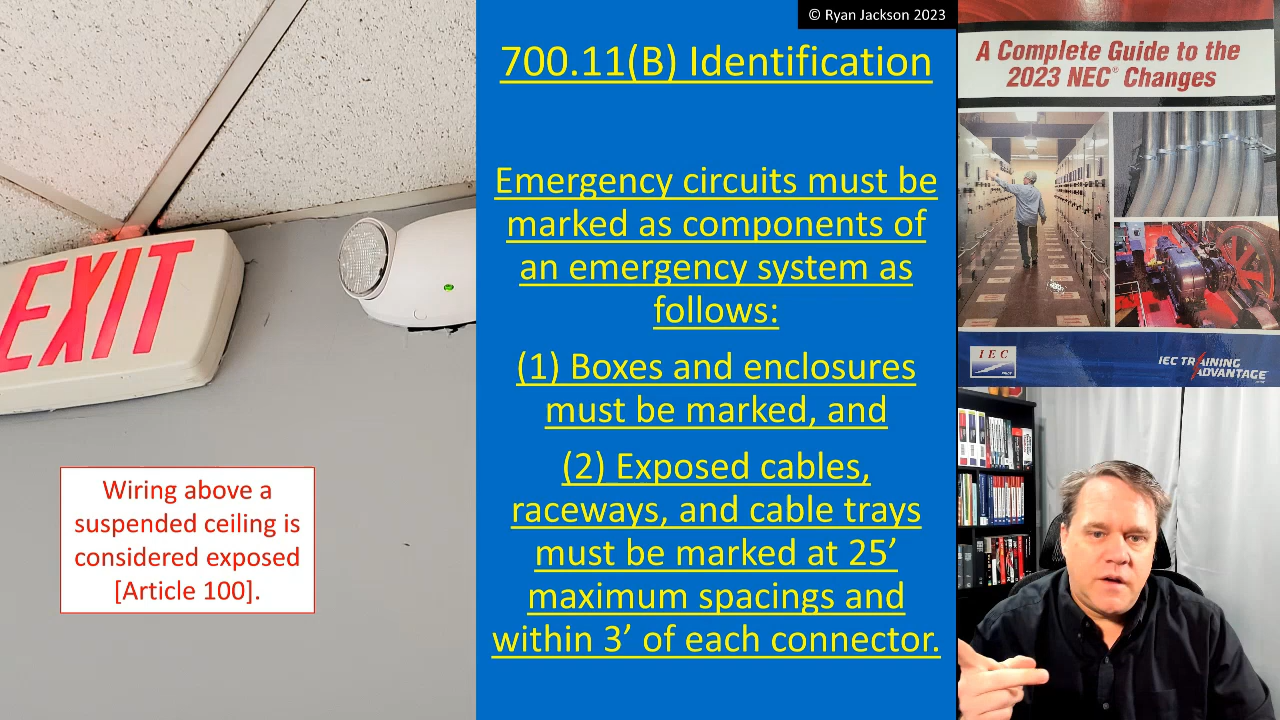 © Ryan Jackson 2023
EXIT
Wiring above a
suspended ceiling is
considered exposed
[Article 100].
700.11(B) Identification
Emergency circuits must be
marked as components of
an emergency system as
follows:
(1) Boxes and enclosures
must be marked, and
(2) Exposed cables,
raceways, and cable trays
must be marked at 25’
maximum spacings and
within 3’ of each connector.
A Complete Guide to the
2023 NEC® Changes
IEC
IEC TRAINING
ADVANTAGE